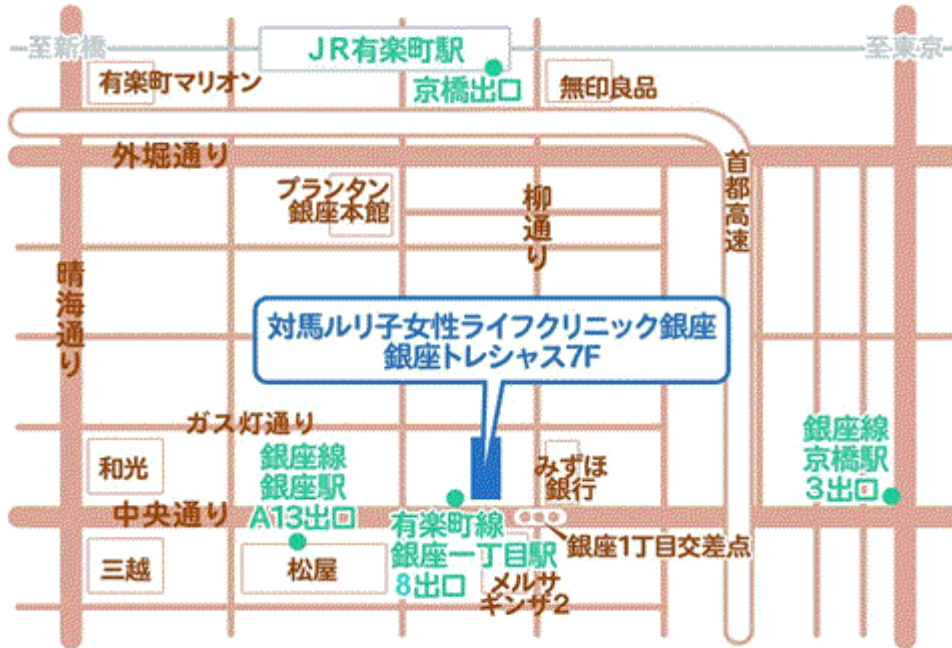 至新橋
JR有楽町駅
至東京
有楽町マリオン
京橋出口
無印良品
外堀通り
首都高速
プランタン
銀座本館
柳通り
晴海通り
対馬ルリ子女性ライフクリニック銀座
銀座トレシャス7F
ガス灯通り
和光
銀座線
銀座駅
A13出口
みずほ
銀行
銀座線
京橋駅
3出口
中央通り
有楽町線
銀座一丁目駅
8出口
銀座1丁目交差点
三越
松屋
メルサ
ギンザ2